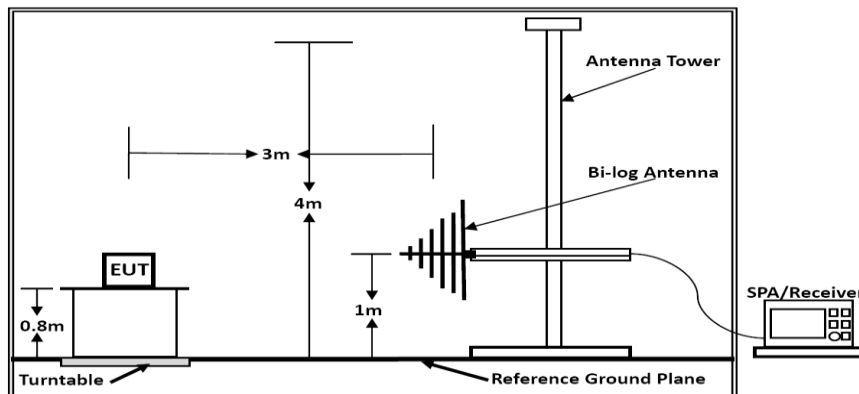 Antenna Tower
3m
Bi-log Antenna
4m
EUT
1m
0.8m
SPA/Receiver
Turntable
Reference Ground Plane